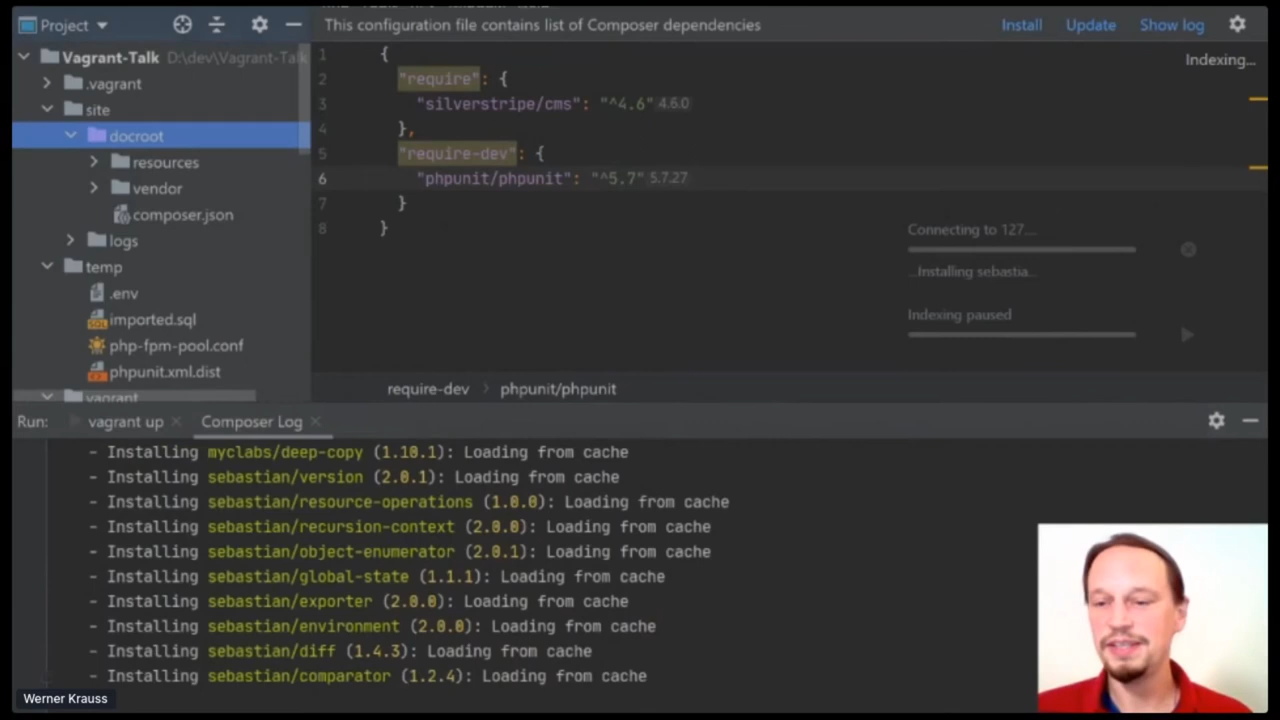 Project
This configuration file contains list of Composer dependencies
Install
Update
Show log
Vagrant-Talk D:\dev\Vagrant-Talk
.vagrant
site
docroot
resources
vendor
composer.json
logs
temp
.env
imported.sql
php-fpm-pool.conf
phpunit.xml.dist
vagrant
Indexing...
1 {
2 "require": {
3 "silverstripe/cms": "^4.6" 4.6.0
4 },
5 "require-dev": {
6 "phpunit/phpunit": "^5.7" 5.7.27
7 }
8 }
Connecting to 127....
...Installing sebastia...
Indexing paused
require-dev
phpunit/phpunit
Run:
vagrant up
Composer Log
- Installing myclabs/deep-copy (1.10.1): Loading from cache
- Installing sebastian/version (2.0.1): Loading from cache
- Installing sebastian/resource-operations (1.0.0): Loading from cache
- Installing sebastian/recursion-context (2.0.0): Loading from cache
- Installing sebastian/object-enumerator (2.0.1): Loading from cache
- Installing sebastian/global-state (1.1.1): Loading from cache
- Installing sebastian/exporter (2.0.0): Loading from cache
- Installing sebastian/environment (2.0.0): Loading from cache
- Installing sebastian/diff (1.4.3): Loading from cache
- Installing sebastian/comparator (1.2.4): Loading from cache
Werner Krauss